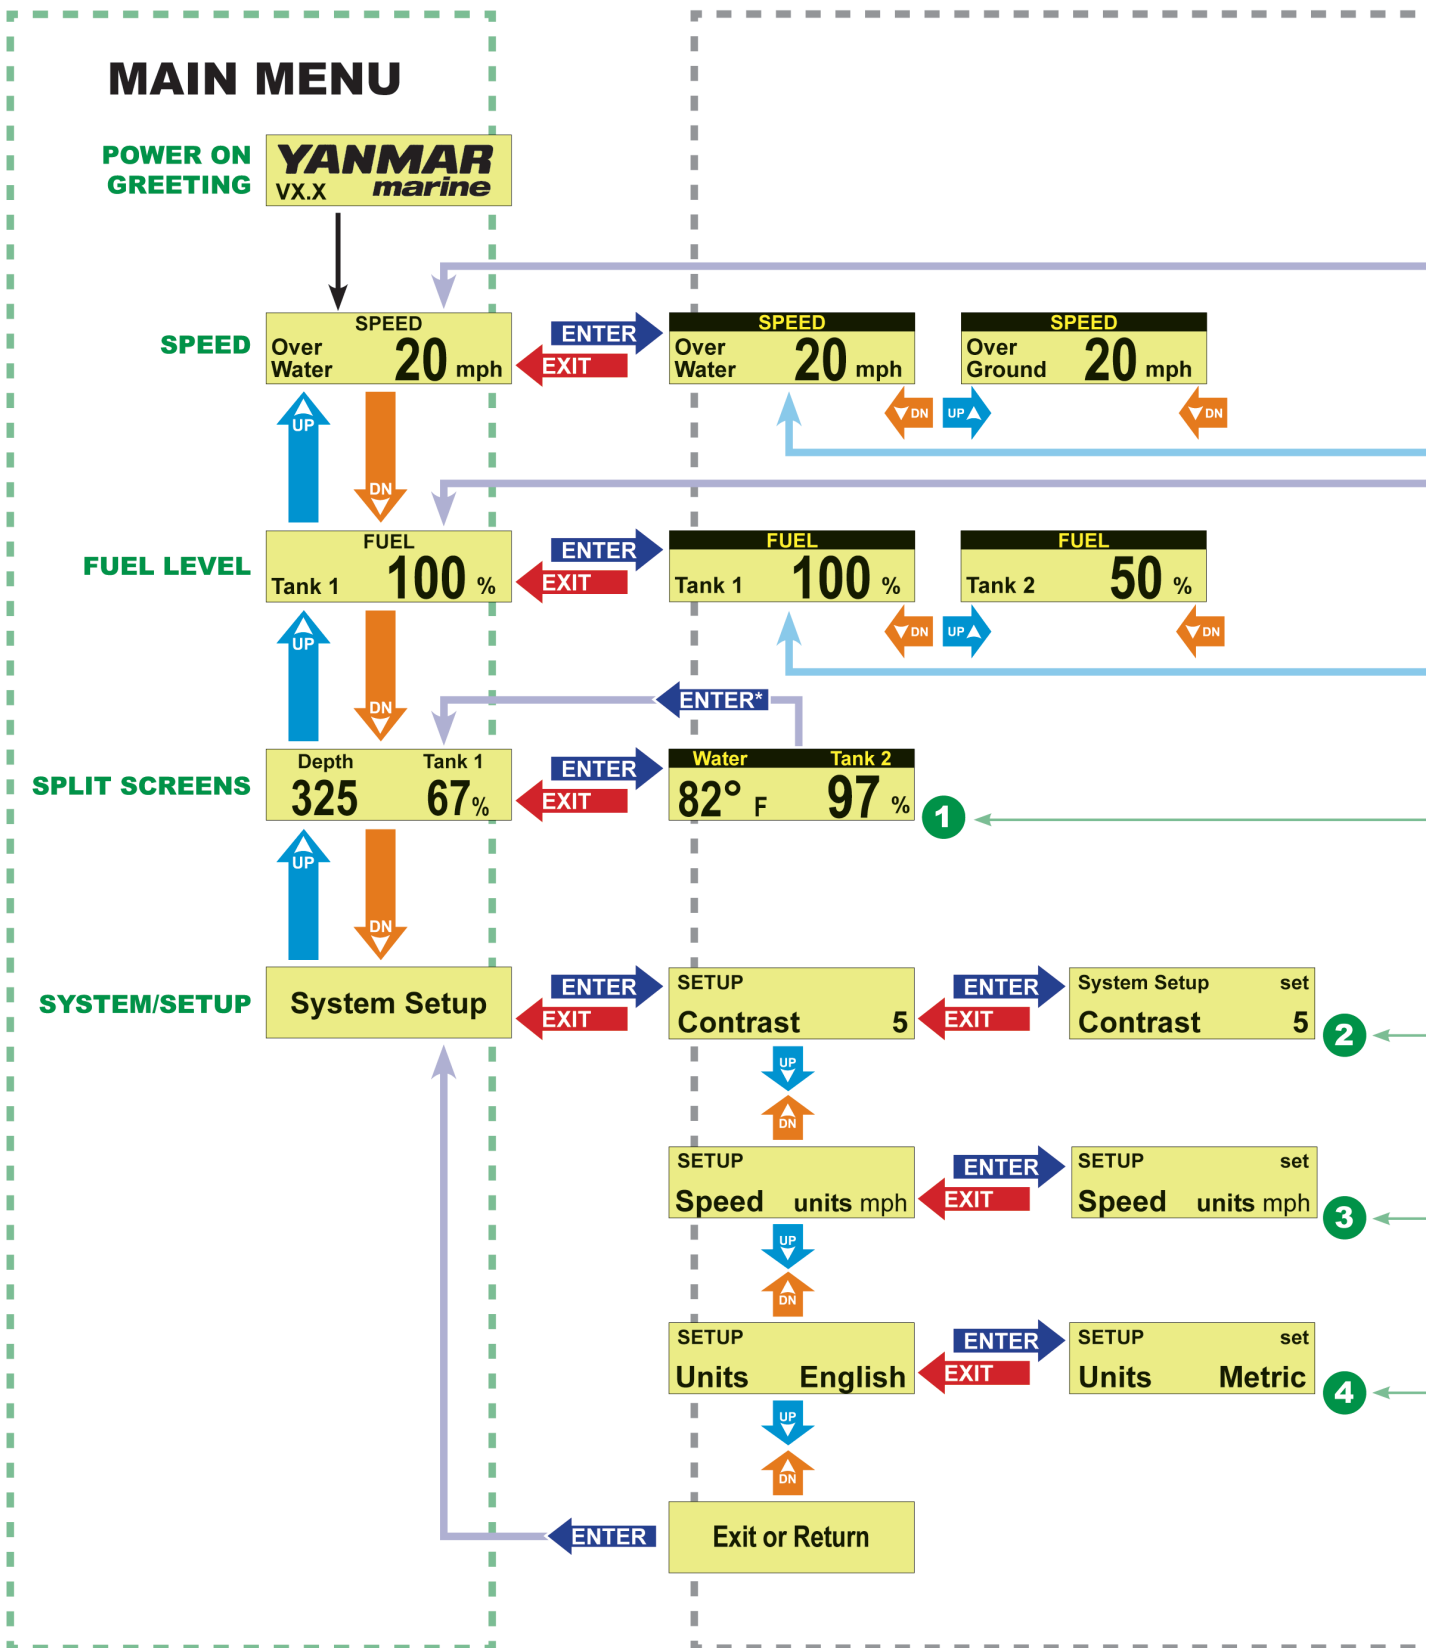 MAIN MENU
POWER ON
GREETING
YANMAR
VX.X marine
SPEED
SPEED
Over
Water 20 mph
ENTER
EXIT
SPEED
Over
Water 20 mph
SPEED
Over
Ground 20 mph
DN
UP
DN
UP
DN
FUEL LEVEL
FUEL
Tank 1 100 %
ENTER
EXIT
FUEL
Tank 1 100 %
FUEL
Tank 2 50 %
DN
UP
DN
UP
DN
ENTER*
SPLIT SCREENS
Depth Tank 1
325 67%
ENTER
EXIT
Water Tank 2
82° F 97 %
1
UP
DN
SYSTEM/SETUP
System Setup
ENTER
EXIT
SETUP
Contrast 5
ENTER
EXIT
System Setup set
Contrast 5
2
UP
DN
SETUP
Speed units mph
ENTER
EXIT
SETUP set
Speed units mph
3
UP
DN
SETUP
Units English
ENTER
EXIT
SETUP set
Units Metric
4
UP
DN
ENTER
Exit or Return